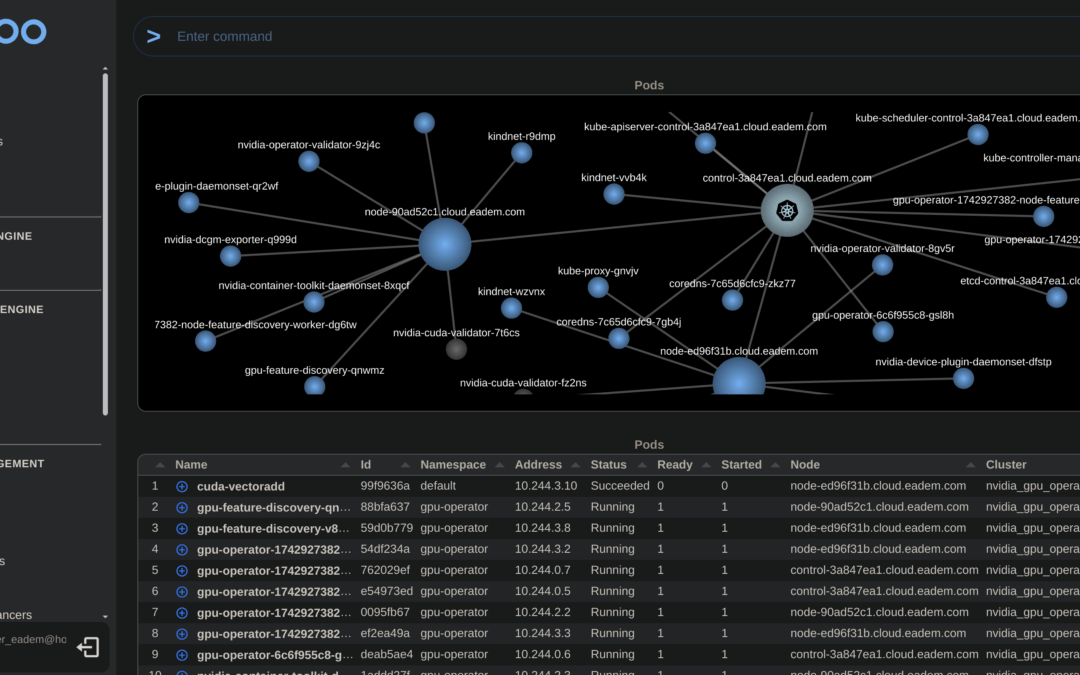 oo
> Enter command
s
NGINE
ENGINE
GEMENT
s
ancers
er_eadem@ho
Pods
kube-scheduler-control-3a847ea1.cloud.eadem.
kube-apiserver-control-3a847ea1.cloud.eadem.com
kindnet-r9dmp
nvidia-operator-validator-9zj4c
kube-controller-mana
kindnet-vvb4k
control-3a847ea1.cloud.eadem.com
e-plugin-daemonset-qr2wf
gpu-operator-1742927382-node-feature
node-90ad52c1.cloud.eadem.com
nvidia-dcgm-exporter-q999d
gpu-operator-17429
nvidia-operator-validator-8gv5r
kube-proxy-gnvjv
nvidia-container-toolkit-daemonset-8xqcf
coredns-7c65d6cfc9-zkz77
etcd-control-3a847ea1.clo
kindnet-wzvnx
gpu-operator-6c6f955c8-gsl8h
7382-node-feature-discovery-worker-dg6tw
coredns-7c65d6cfc9-7gb4j
nvidia-cuda-validator-7t6cs
node-ed96f31b.cloud.eadem.com
nvidia-device-plugin-daemonset-dfstp
gpu-feature-discovery-qnwmz
nvidia-cuda-validator-fz2ns
Pods
Name Id Namespace Address Status Ready Started Node Cluster
1 cuda-vectoradd 99f9636a default 10.244.3.10 Succeeded 0 0 node-ed96f31b.cloud.eadem.com nvidia_gpu_opera
2 gpu-feature-discovery-qn... 88bfa637 gpu-operator 10.244.2.5 Running 1 1 node-90ad52c1.cloud.eadem.com nvidia_gpu_opera
3 gpu-feature-discovery-v8... 59d0b779 gpu-operator 10.244.3.8 Running 1 1 node-ed96f31b.cloud.eadem.com nvidia_gpu_opera
4 gpu-operator-1742927382... 54df234a gpu-operator 10.244.3.2 Running 1 1 node-ed96f31b.cloud.eadem.com nvidia_gpu_opera
5 gpu-operator-1742927382... 762029ef gpu-operator 10.244.0.7 Running 1 1 control-3a847ea1.cloud.eadem.com nvidia_gpu_opera
6 gpu-operator-1742927382... e54973ed gpu-operator 10.244.0.5 Running 1 1 control-3a847ea1.cloud.eadem.com nvidia_gpu_opera
7 gpu-operator-1742927382... 0095fb67 gpu-operator 10.244.2.2 Running 1 1 node-90ad52c1.cloud.eadem.com nvidia_gpu_opera
8 gpu-operator-1742927382... ef2ea49a gpu-operator 10.244.3.3 Running 1 1 node-ed96f31b.cloud.eadem.com nvidia_gpu_opera
9 gpu-operator-6c6f955c8-g... deab5ae4 gpu-operator 10.244.0.6 Running 1 1 control-3a847ea1.cloud.eadem.com nvidia_gpu_opera